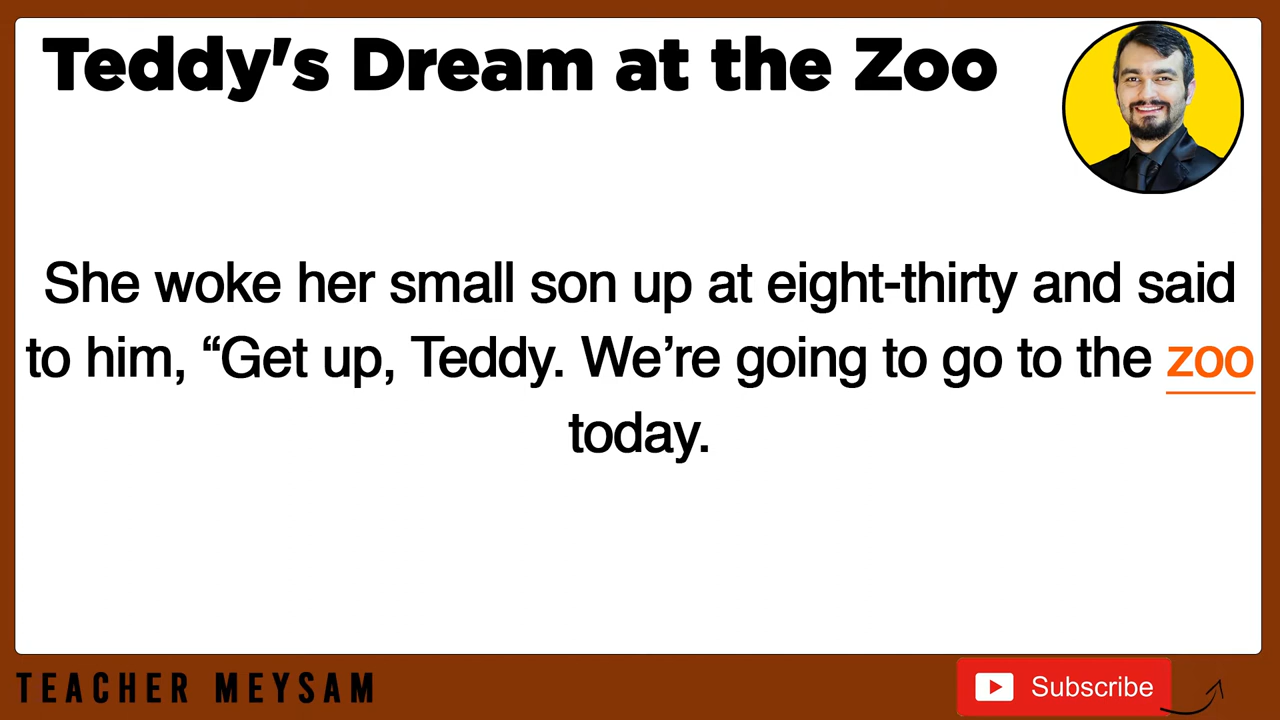 Teddy's Dream at the Zoo
She woke her small son up at eight-thirty and said
to him, “Get up, Teddy. We’re going to go to the zoo
today.
TEACHER MEYSAM
Subscribe